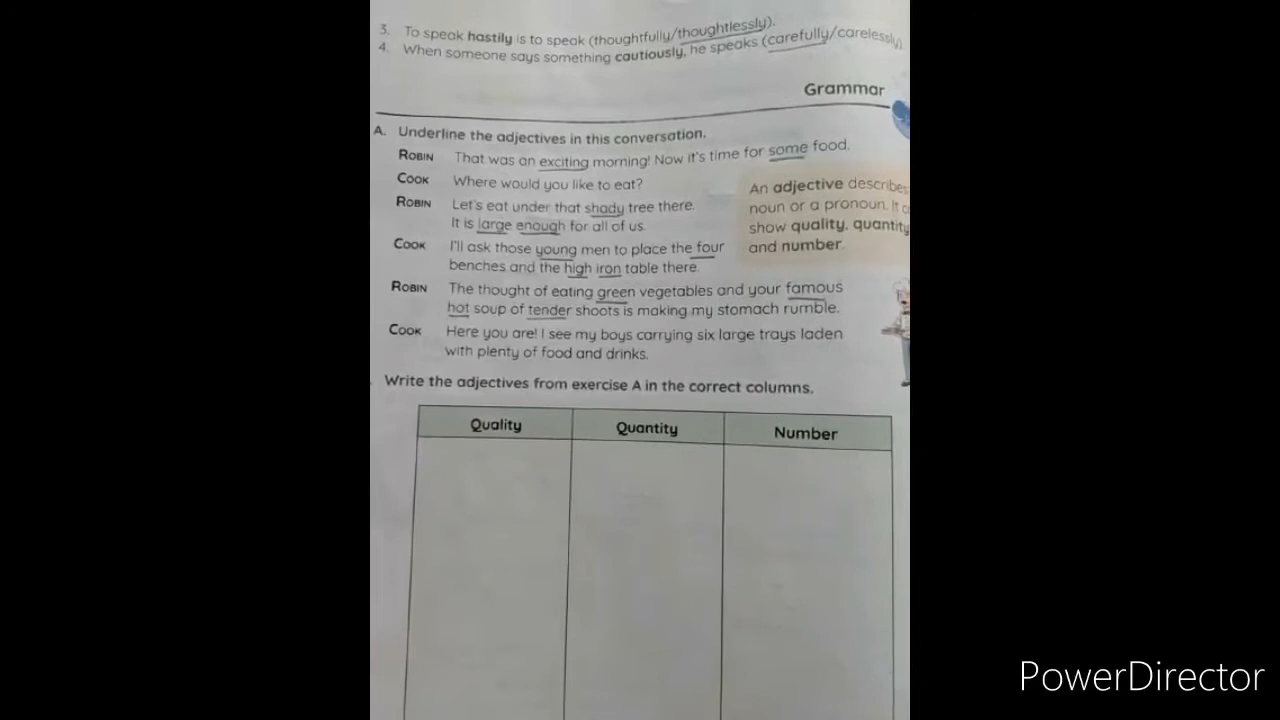 3. To speak hastily is to speak (thoughtfully/thoughtlessly).
4. When someone says something cautiously, he speaks (carefully/carelessly)
Grammar
A. Underline the adjectives in this conversation.
ROBIN That was an exciting morning! Now it's time for some food.
COOK Where would you like to eat?
ROBIN Let's eat under that shady tree there.
It is large enough for all of us.
COOK I'll ask those young men to place the four
benches and the high iron table there.
ROBIN The thought of eating green vegetables and your famous
hot soup of tender shoots is making my stomach rumble.
COOK Here you are! I see my boys carrying six large trays laden
with plenty of food and drinks.
An adjective describes
noun or a pronoun. It
show quality, quantity
and number.
Write the adjectives from exercise A in the correct columns.
Quality Quantity Number
PowerDirector